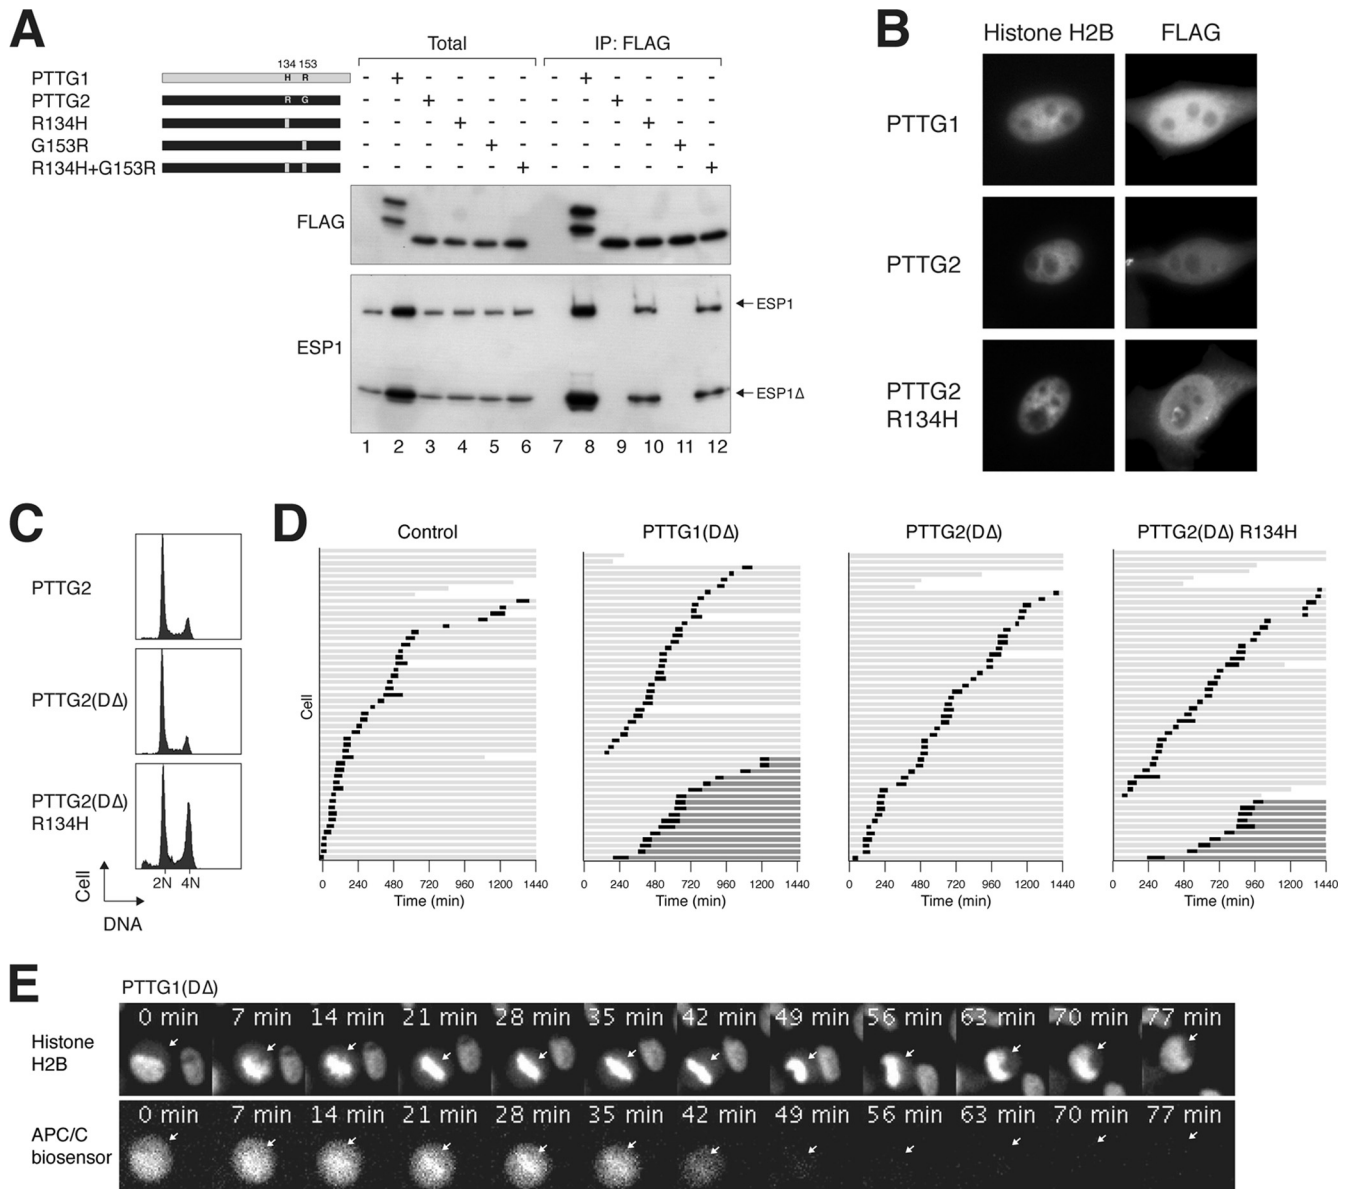 A
Total
IP: FLAG
134 153
PTTG1
H R
- + - - - - - + - - - -
PTTG2
R G
- - + - - - - - + - - -
R134H
- - - + - - - - - + - -
G153R
- - - - + - - - - - + -
R134H+G153R
- - - - - + - - - - - +
FLAG
ESP1
ESP1
ESP1Δ
1 2 3 4 5 6 7 8 9 10 11 12
B
Histone H2B
FLAG
PTTG1
PTTG2
PTTG2
R134H
C
PTTG2
PTTG2(DΔ)
PTTG2(DΔ)
R134H
Cell
2N 4N
DNA
D
Control
PTTG1(DΔ)
PTTG2(DΔ)
PTTG2(DΔ) R134H
Cell
0 240 480 720 960 1200 1440
0 240 480 720 960 1200 1440
0 240 480 720 960 1200 1440
0 240 480 720 960 1200 1440
Time (min)
Time (min)
Time (min)
Time (min)
E
PTTG1(DΔ)
Histone
H2B
0 min 7 min 14 min 21 min 28 min 35 min 42 min 49 min 56 min 63 min 70 min 77 min
APC/C
biosensor
0 min 7 min 14 min 21 min 28 min 35 min 42 min 49 min 56 min 63 min 70 min 77 min